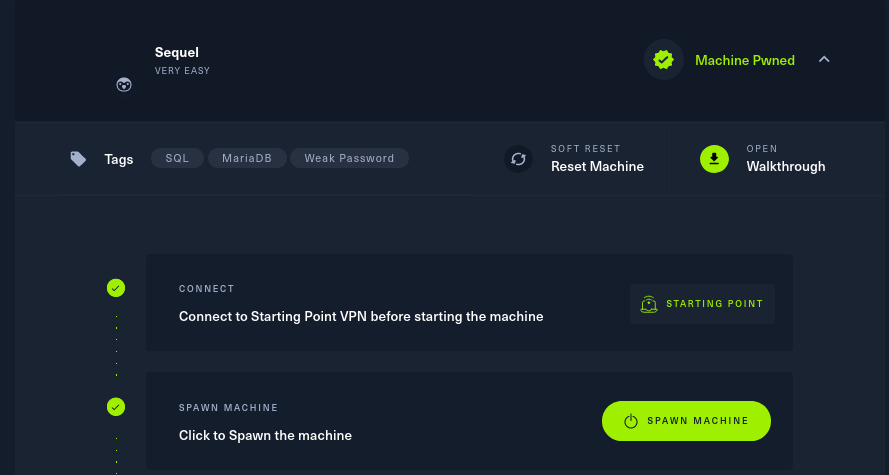 Sequel
VERY EASY
Machine Pwned
Tags
SQL
MariaDB
Weak Password
SOFT RESET
Reset Machine
OPEN
Walkthrough
CONNECT
Connect to Starting Point VPN before starting the machine
STARTING POINT
SPAWN MACHINE
Click to Spawn the machine
SPAWN MACHINE